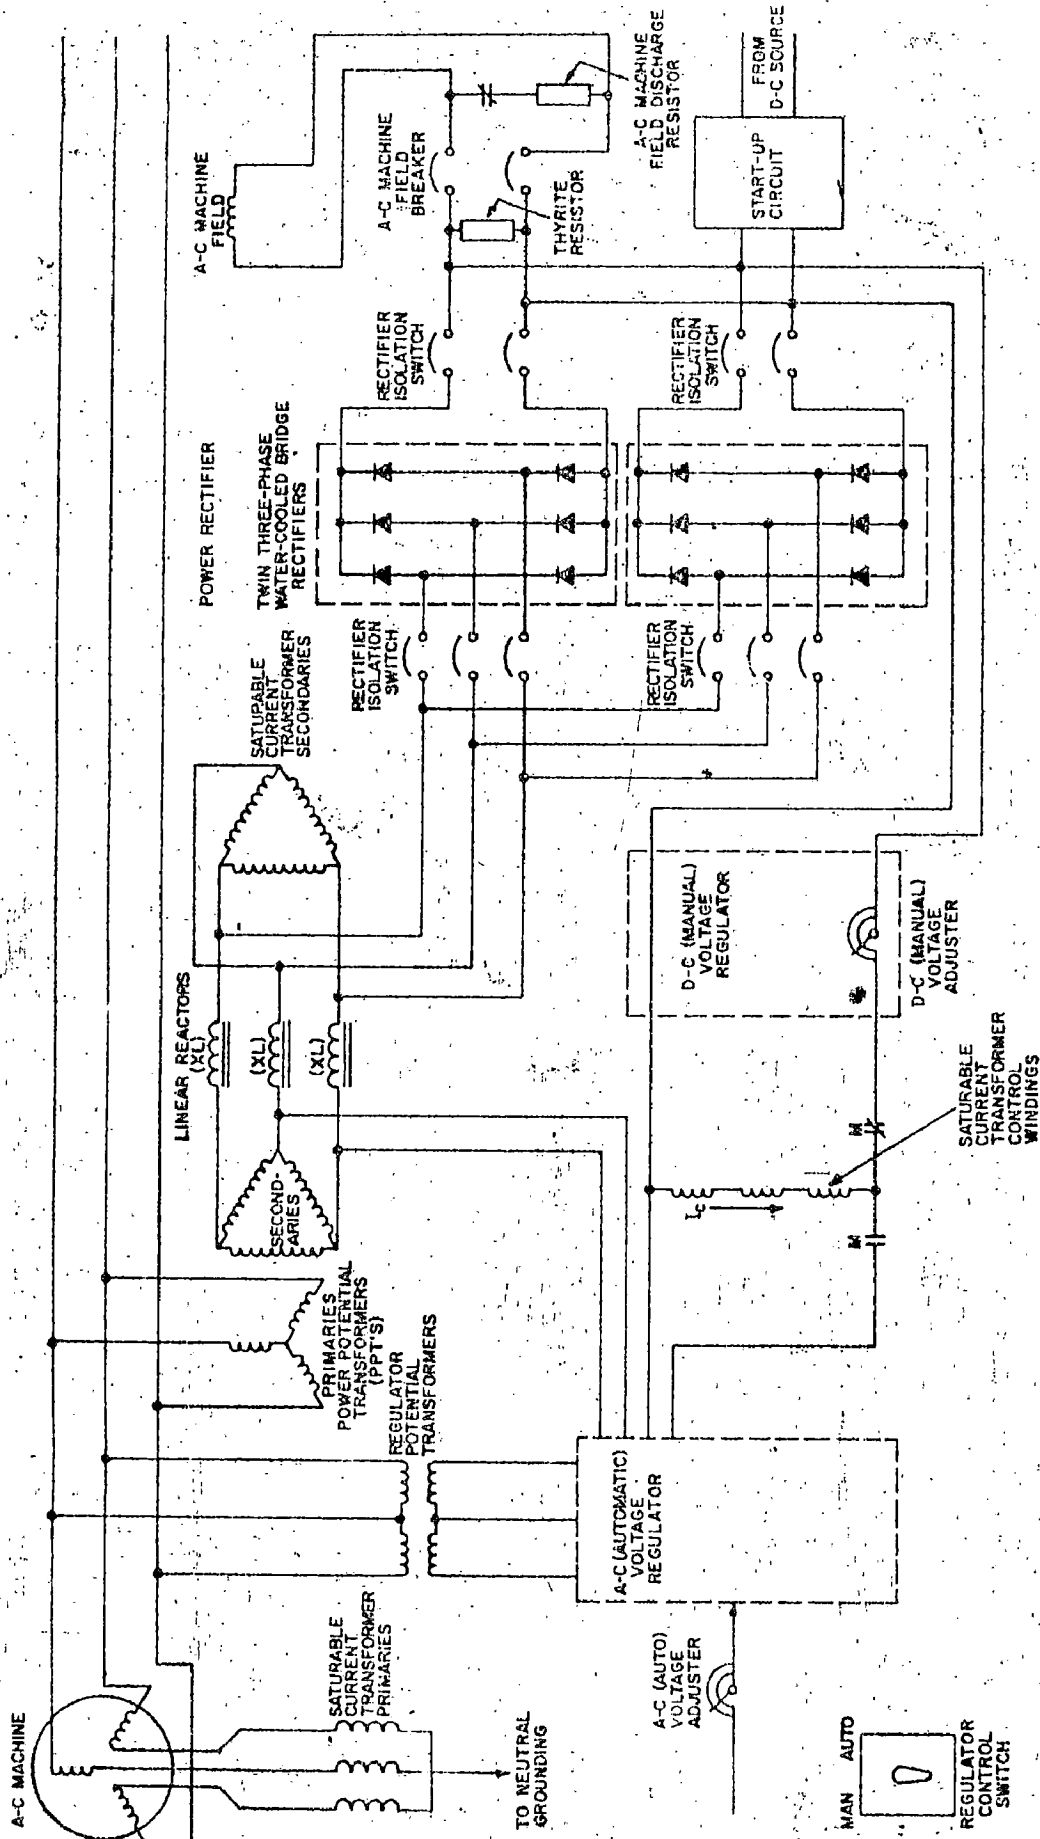 A-C MACHINE
SATURABLE
CURRENT
TRANSFORMER
PRIMARIES
TO NEUTRAL
GROUNDING
PRIMARIES
POWER POTENTIAL
TRANSFORMERS
(PPT'S)
REGULATOR
POTENTIAL
TRANSFORMERS
SECOND-
ARIES
LINEAR REACTORS
(XL)
(XL)
(XL)
SATURABLE
CURRENT
TRANSFORMER
SECONDARIES
POWER RECTIFIER
TWIN THREE-PHASE
WATER-COOLED BRIDGE
RECTIFIERS
RECTIFIER
ISOLATION
SWITCH
RECTIFIER
ISOLATION
SWITCH
RECTIFIER
ISOLATION
SWITCH
RECTIFIER
ISOLATION
SWITCH
A-C MACHINE
FIELD
A-C MACHINE
FIELD
BREAKER
THYRITE
RESISTOR
A-C MACHINE
FIELD DISCHARGE
RESISTOR
START-UP
CIRCUIT
FROM
D-C SOURCE
A-C (AUTO)
VOLTAGE
ADJUSTER
A-C (AUTOMATIC)
VOLTAGE
REGULATOR
Ic
M
M
D-C (MANUAL)
VOLTAGE
REGULATOR
D-C (MANUAL)
VOLTAGE
ADJUSTER
SATURABLE
CURRENT
TRANSFORMER
CONTROL
WINDINGS
MAN AUTO
REGULATOR
CONTROL
SWITCH